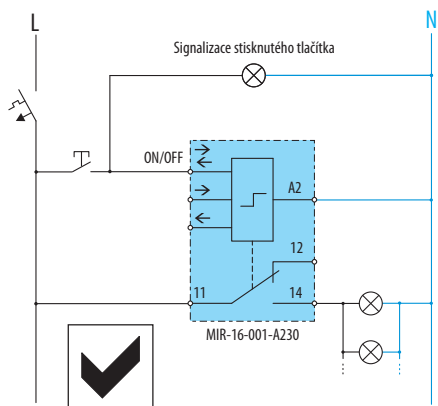 L
N
Signalizace stisknutého tlačítka
ON/OFF
A2
12
11
14
MIR-16-001-A230